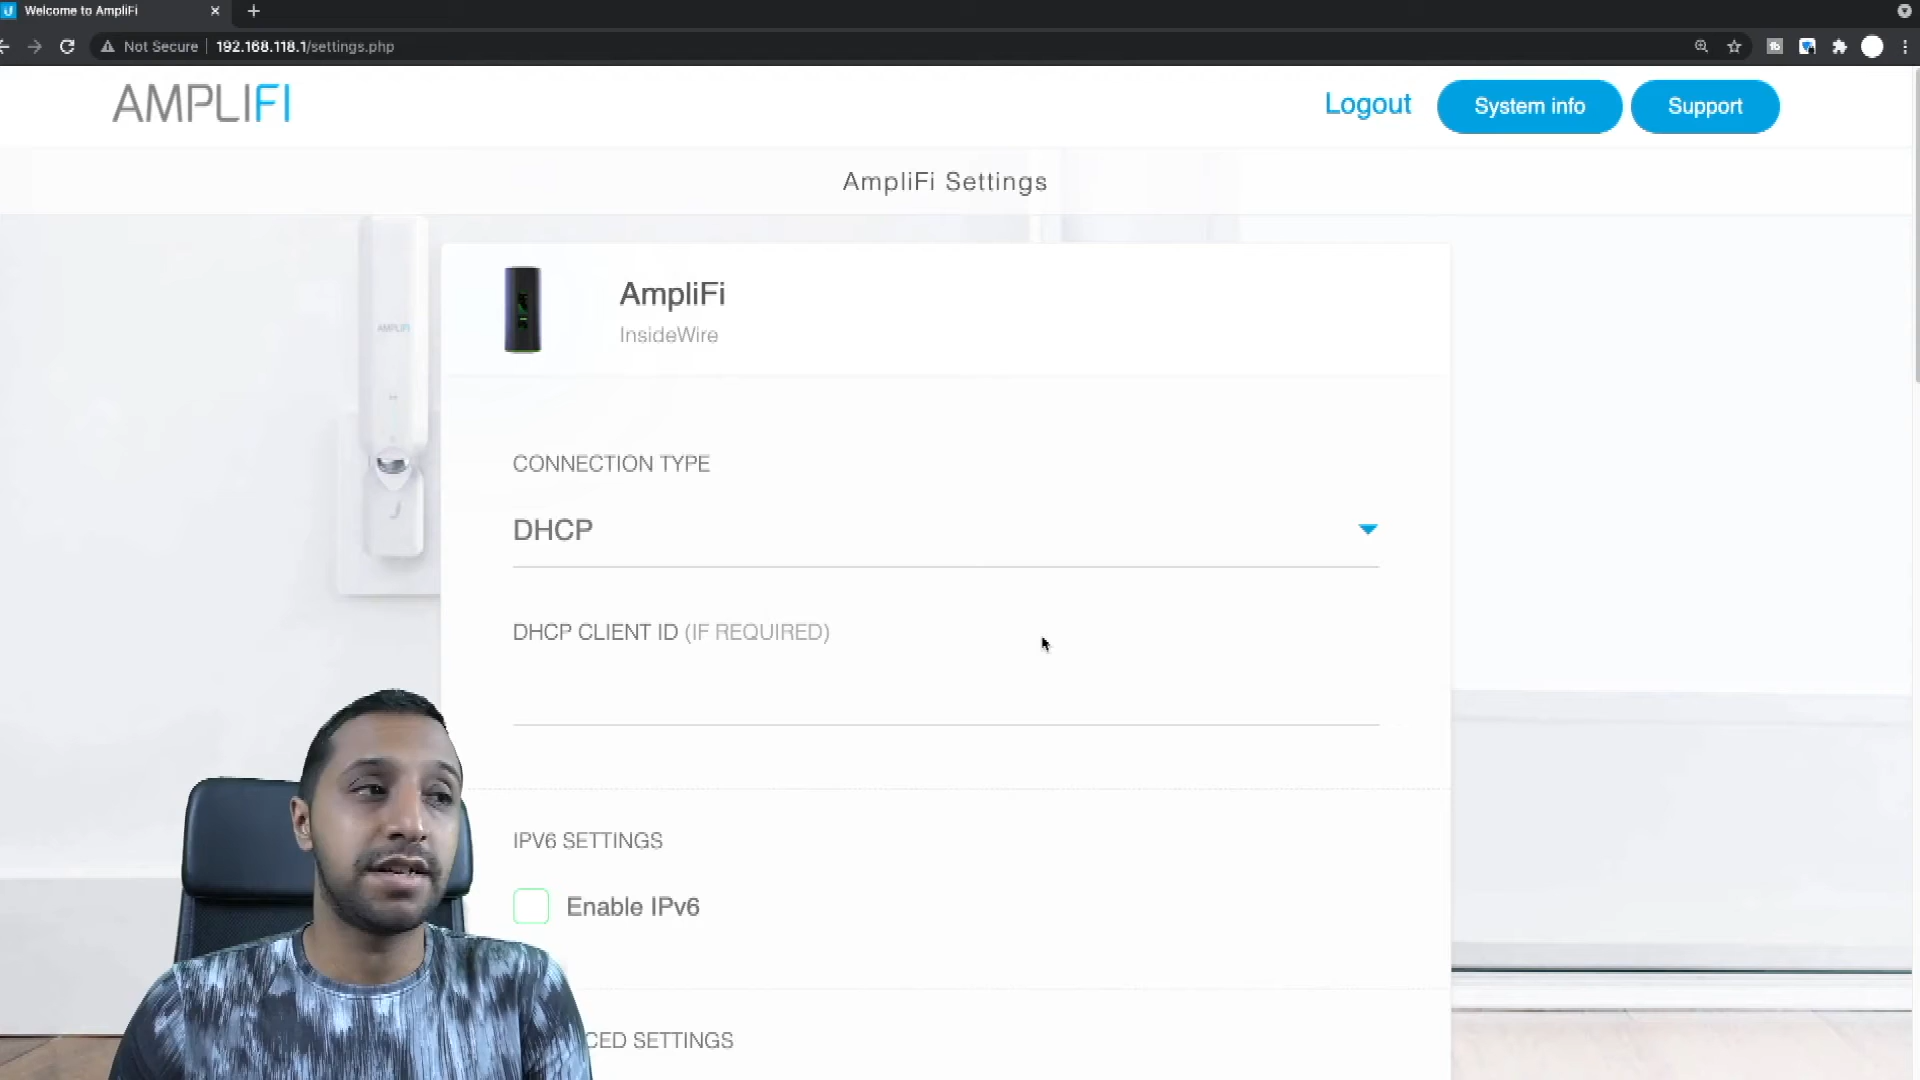 Welcome to AmpliFi
Not Secure
192.168.118.1/settings.php
AMPLIFI
Logout
System info
Support
AmpliFi Settings
AMPLIFI
AmpliFi
InsideWire
CONNECTION TYPE
DHCP
DHCP CLIENT ID (IF REQUIRED)
IPV6 SETTINGS
Enable IPv6
CED SETTINGS